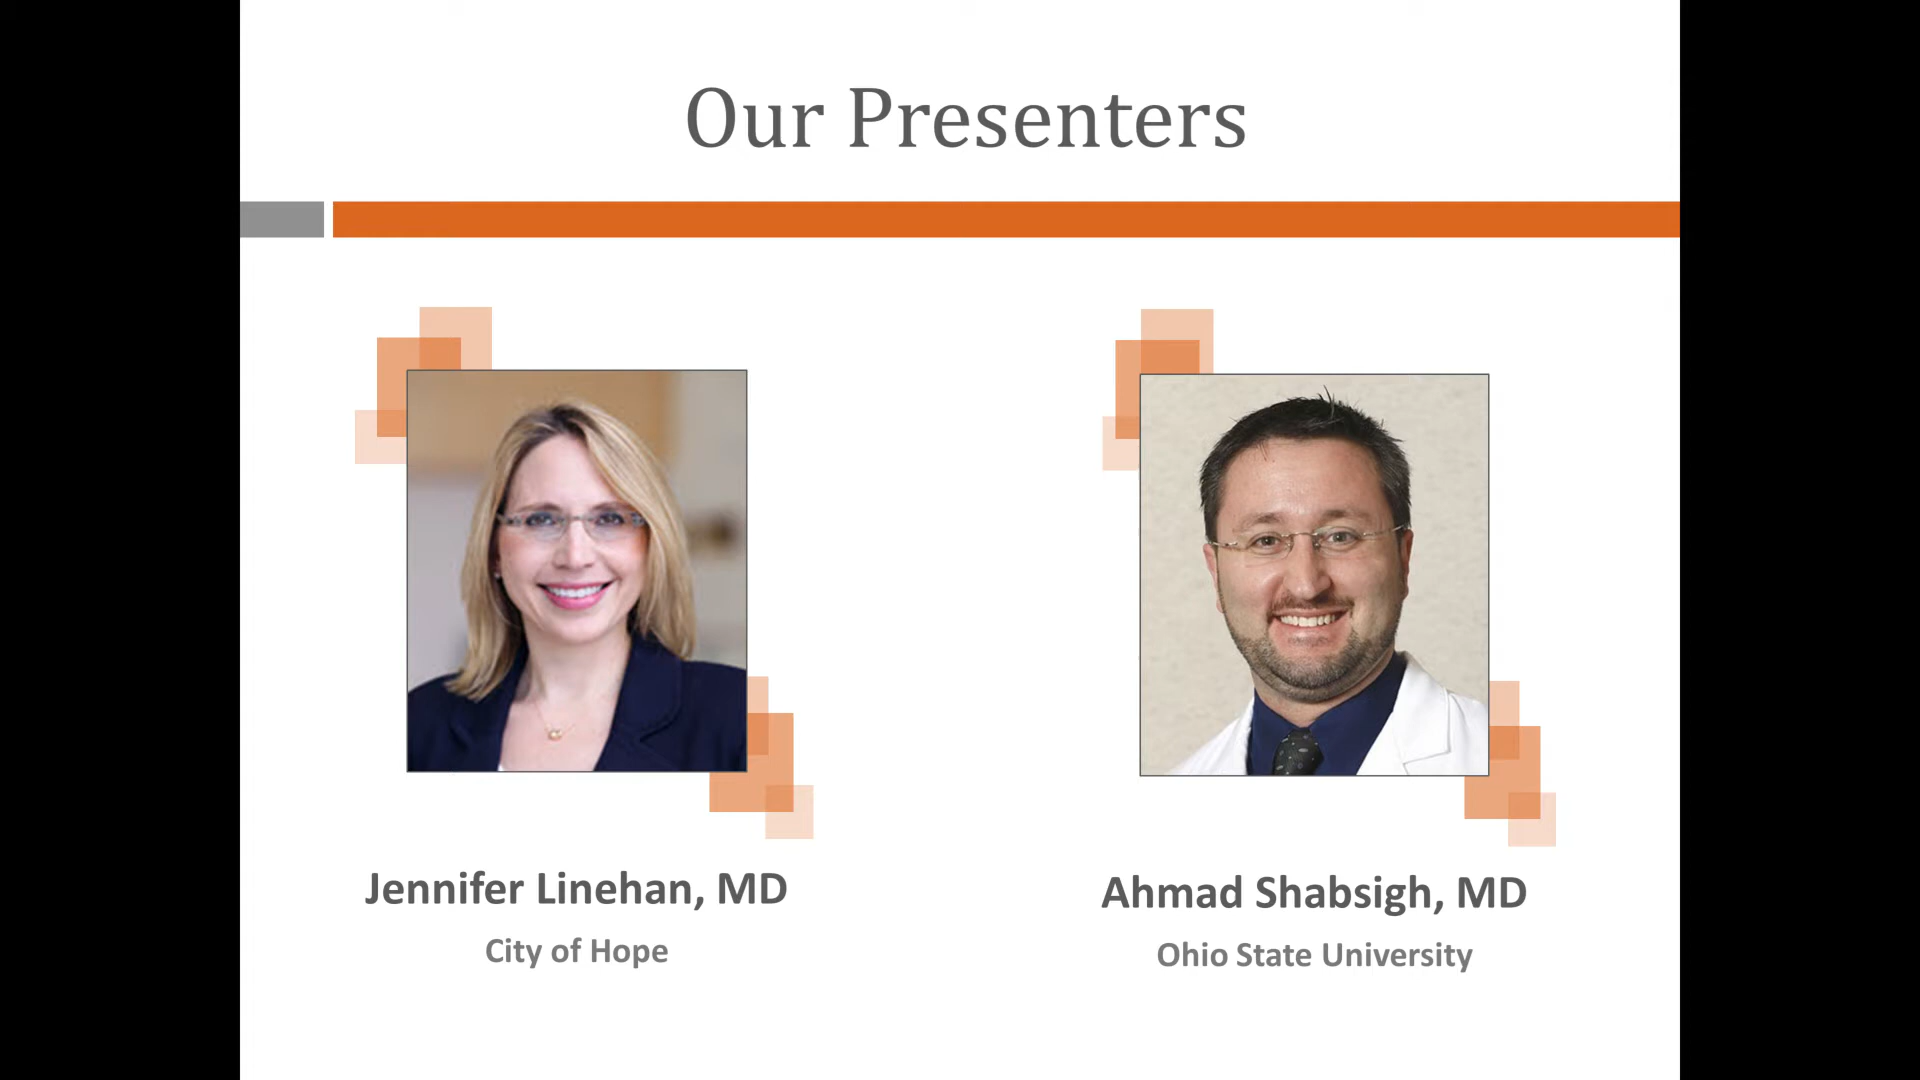 Our Presenters
Jennifer Linehan, MD
City of Hope
Ahmad Shabsigh, MD
Ohio State University